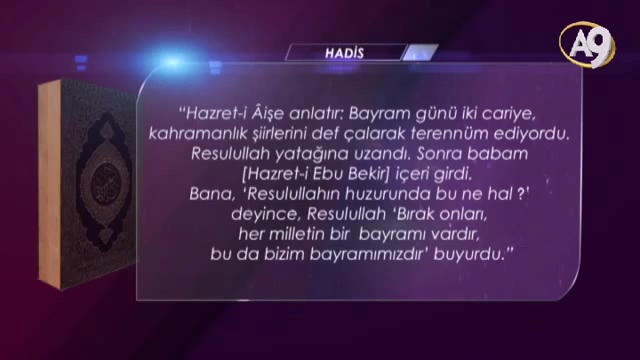 HADİS
A9
“Hazret-i Âişe anlatır: Bayram günü iki cariye,
kahramanlık şiirlerini def çalarak terennüm ediyordu.
Resulullah yatağına uzandı. Sonra babam
[Hazret-i Ebu Bekir] içeri girdi.
Bana, ‘Resulullahın huzurunda bu ne hal ?’
deyince, Resulullah ‘Bırak onları,
her milletin bir bayramı vardır,
bu da bizim bayramımızdır’ buyurdu.”